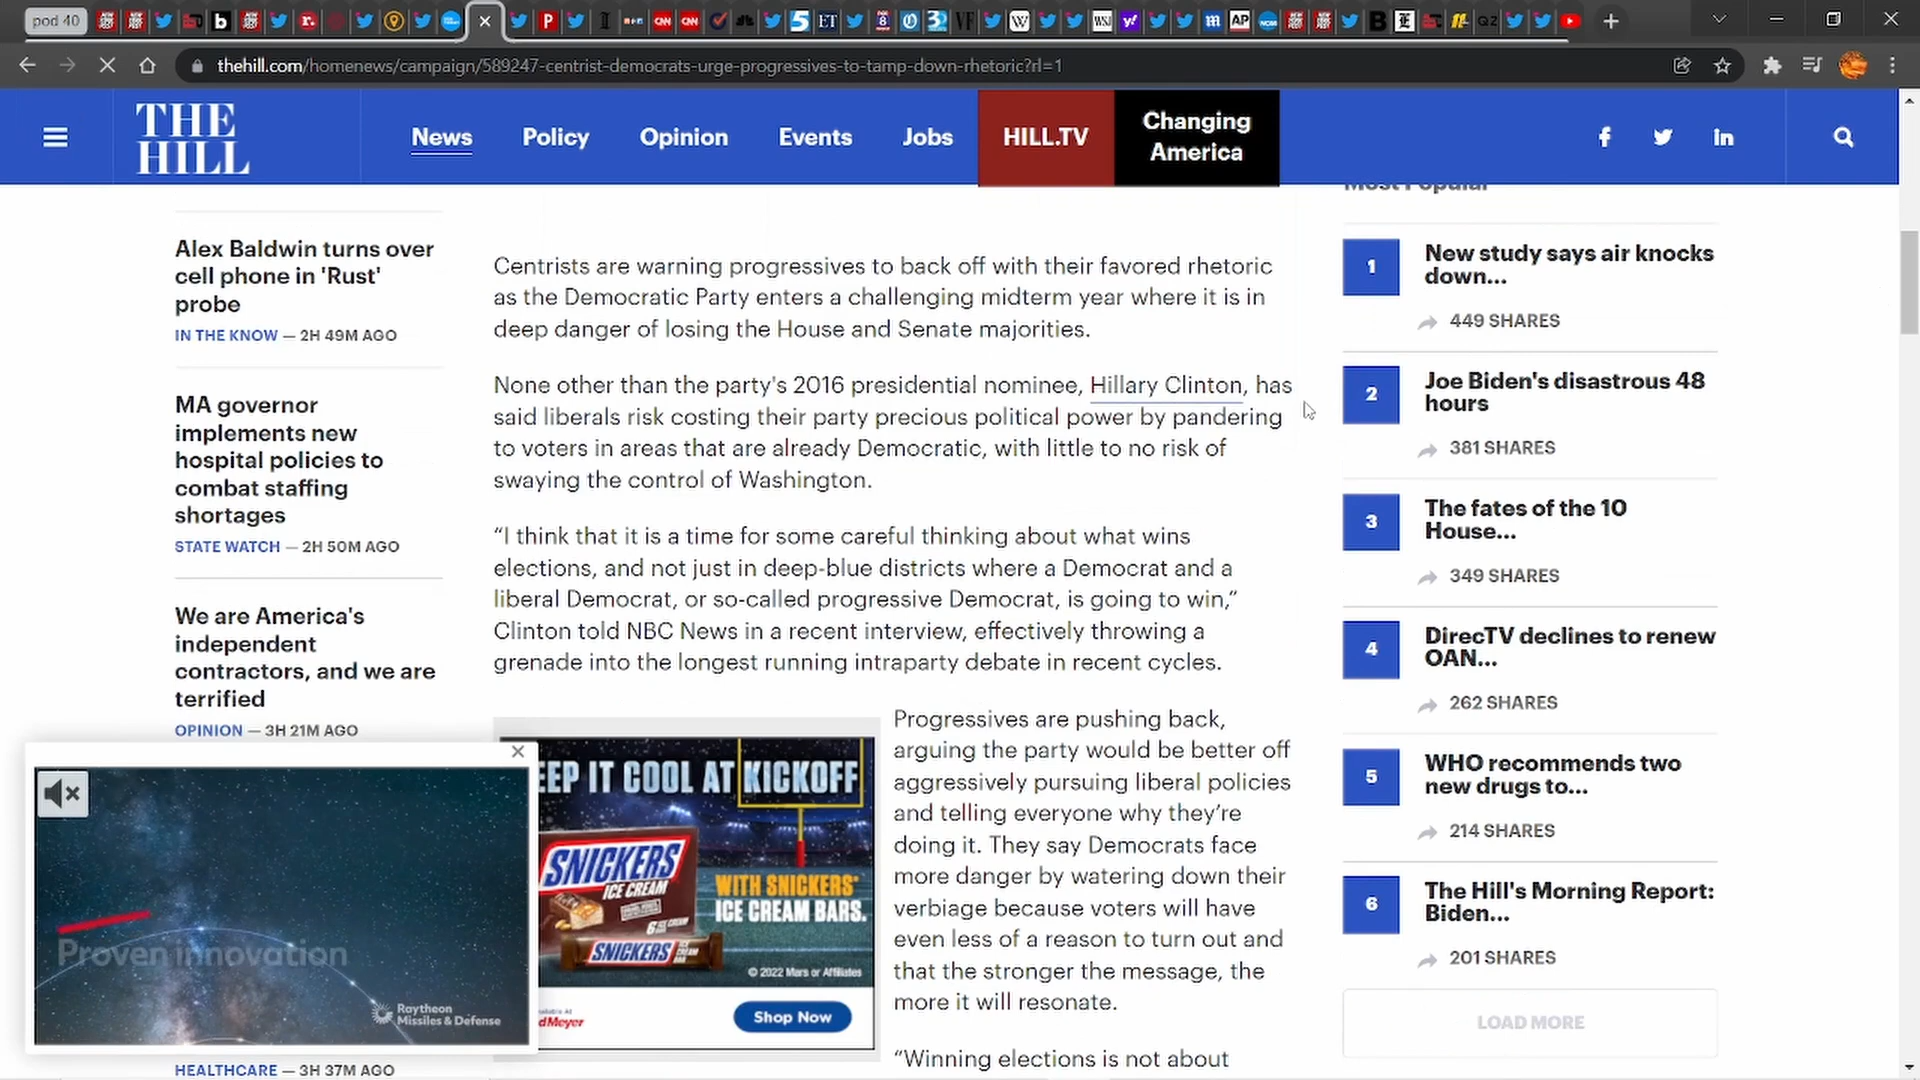 pod 40
thehill.com/homenews/campaign/589247-centrist-democrats-urge-progressives-to-tamp-down-rhetoric?rl=1
THE
HILL
News
Policy
Opinion
Events
Jobs
HILL.TV
Changing
America
Alex Baldwin turns over
cell phone in 'Rust'
probe
IN THE KNOW — 2H 49M AGO
MA governor
implements new
hospital policies to
combat staffing
shortages
STATE WATCH — 2H 50M AGO
We are America's
independent
contractors, and we are
terrified
OPINION — 3H 21M AGO
Proven innovation
Raytheon
Missiles & Defense
HEALTHCARE — 3H 37M AGO
Centrists are warning progressives to back off with their favored rhetoric
as the Democratic Party enters a challenging midterm year where it is in
deep danger of losing the House and Senate majorities.
None other than the party's 2016 presidential nominee, Hillary Clinton, has
said liberals risk costing their party precious political power by pandering
to voters in areas that are already Democratic, with little to no risk of
swaying the control of Washington.
“I think that it is a time for some careful thinking about what wins
elections, and not just in deep-blue districts where a Democrat and a
liberal Democrat, or so-called progressive Democrat, is going to win,”
Clinton told NBC News in a recent interview, effectively throwing a
grenade into the longest running intraparty debate in recent cycles.
EEP IT COOL AT KICKOFF
SNICKERS
ICE CREAM
WITH SNICKERS
ICE CREAM BARS.
SNICKERS
© 2022 Mars or Affiliates
dMeyer
Shop Now
Progressives are pushing back,
arguing the party would be better off
aggressively pursuing liberal policies
and telling everyone why they’re
doing it. They say Democrats face
more danger by watering down their
verbiage because voters will have
even less of a reason to turn out and
that the stronger the message, the
more it will resonate.
“Winning elections is not about
Most Popular
1
New study says air knocks
down...
449 SHARES
2
Joe Biden's disastrous 48
hours
381 SHARES
3
The fates of the 10
House...
349 SHARES
4
DirecTV declines to renew
OAN...
262 SHARES
5
WHO recommends two
new drugs to...
214 SHARES
6
The Hill's Morning Report:
Biden...
201 SHARES
LOAD MORE